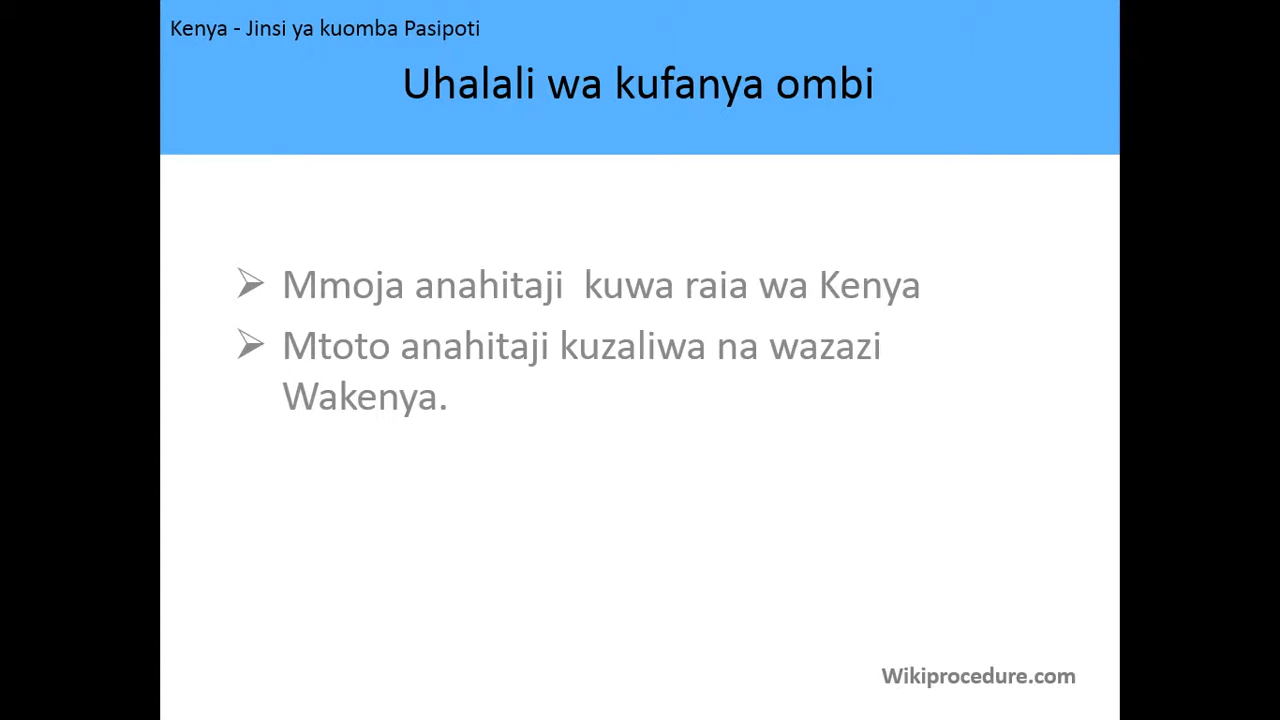 Kenya - Jinsi ya kuomba Pasipoti
Uhalali wa kufanya ombi
➢ Mmoja anahitaji  kuwa raia wa Kenya
➢ Mtoto anahitaji kuzaliwa na wazazi
Wakenya.
Wikiprocedure.com